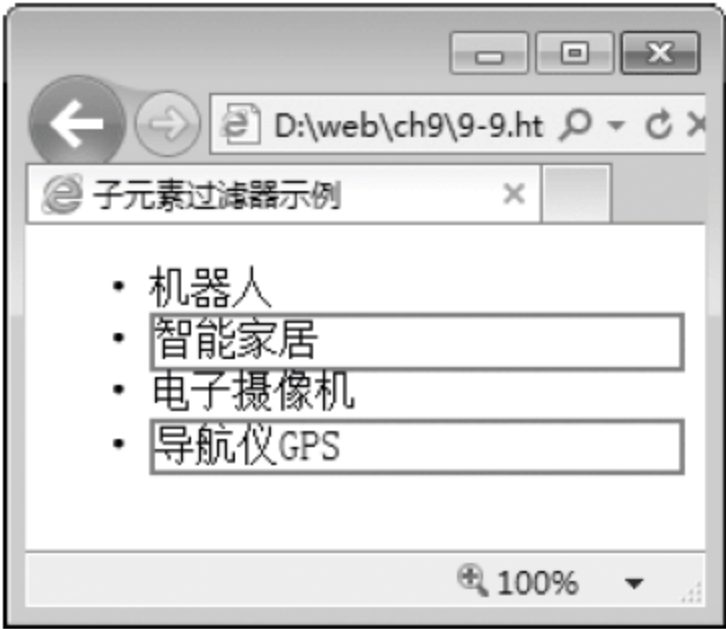 D:\web\ch9\9-9.ht
子元素过滤器示例
• 机器人
• 智能家居
• 电子摄像机
• 导航仪GPS
100%